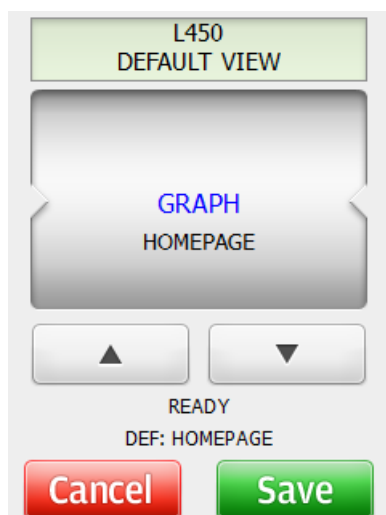 L450
DEFAULT VIEW
GRAPH
HOMEPAGE
READY
DEF: HOMEPAGE
Cancel
Save